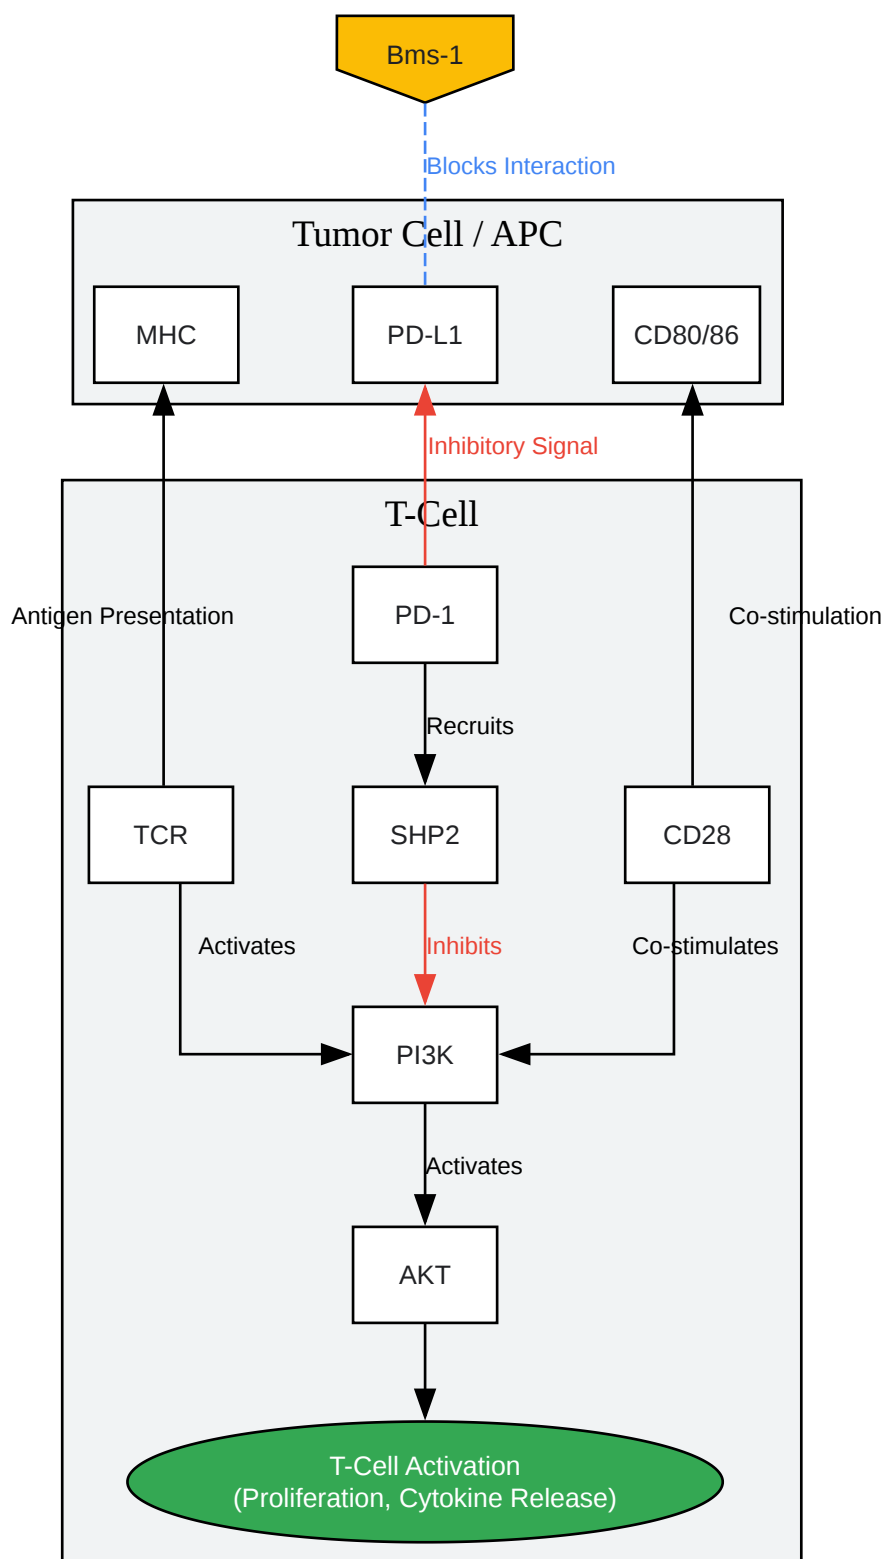 Bms-1
Blocks Interaction
Tumor Cell / APC
MHC
PD-L1
CD80/86
Inhibitory Signal
T-Cell
Antigen Presentation
PD-1
Co-stimulation
Recruits
TCR
SHP2
CD28
Activates
Inhibits
Co-stimulates
PI3K
Activates
AKT
T-Cell Activation
(Proliferation, Cytokine Release)